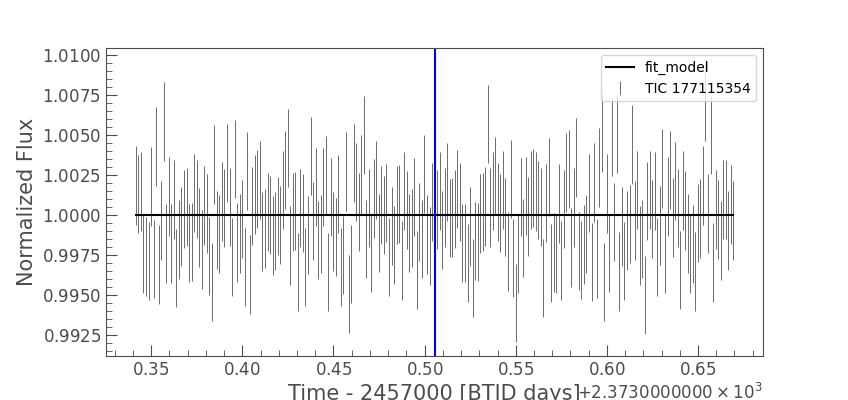 1.0100
1.0075
1.0050
1.0025
1.0000
0.9975
0.9950
0.9925
Normalized Flux
fit_model
TIC 177115354
0.35 0.40 0.45 0.50 0.55 0.60 0.65
Time - 2457000 [BTJD days]
+2.3730000000 × 10³